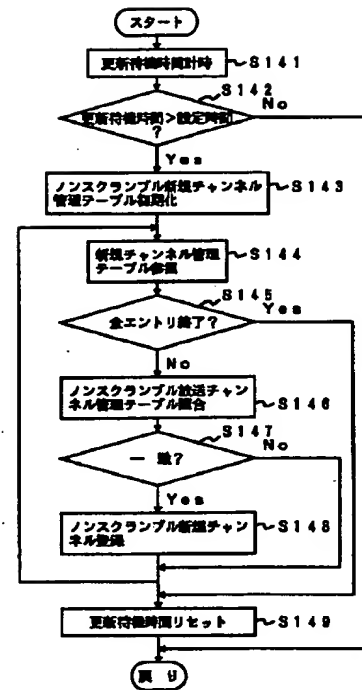 スタート
更新待機時間計時
S141
S142
更新待機時間>設定時間
?
No
Yes
ノンスクランブル新規チャンネル
管理テーブル初期化
S143
新規チャンネル管理
テーブル参照
S144
S145
全エントリ終了?
Yes
No
ノンスクランブル放送チャン
ネル管理テーブル照合
S146
S147
一致?
No
Yes
ノンスクランブル新規チャン
ネル登録
S148
更新待機時間リセット
S149
戻り